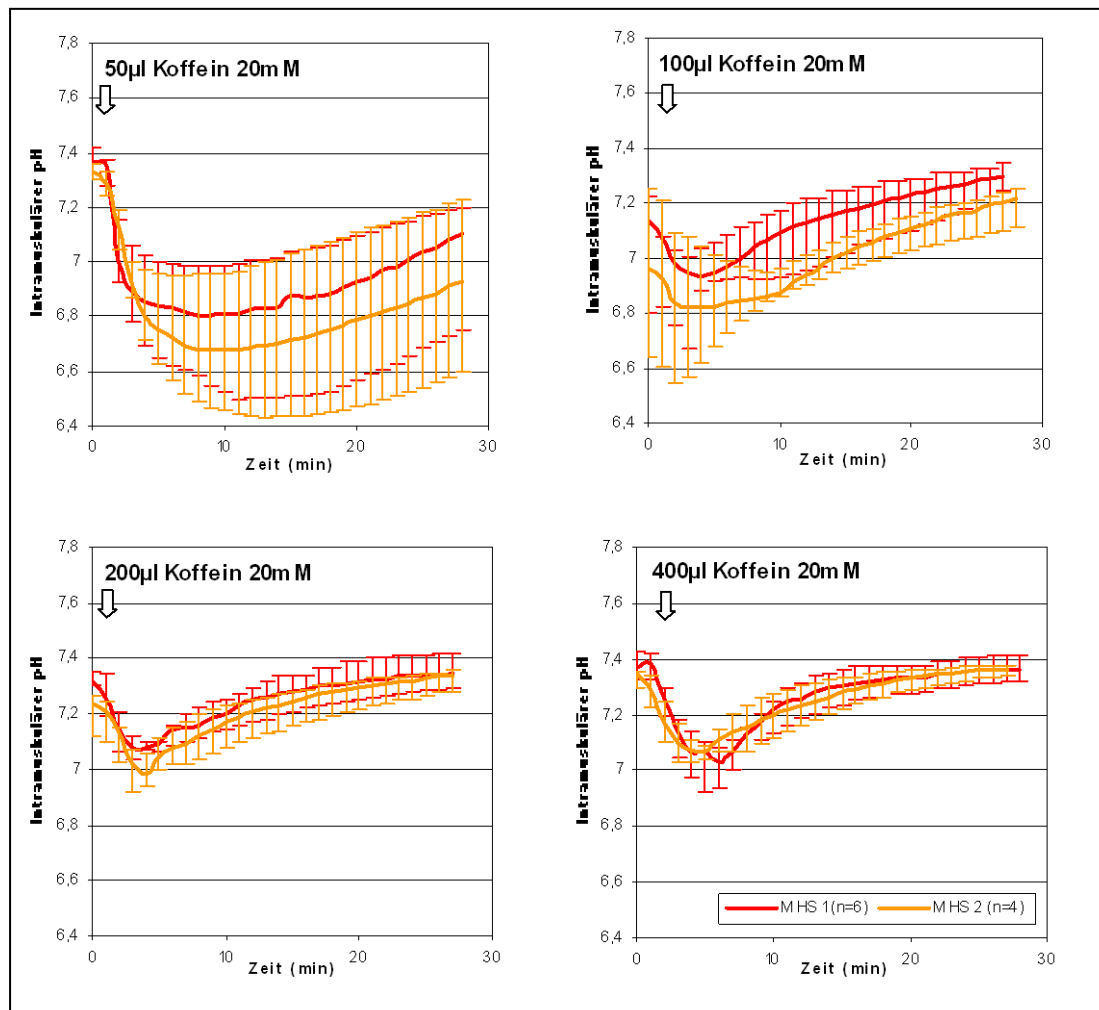 50µl Koffein 20mM
Intramuskulärer pH
7,8
7,6
7,4
7,2
7
6,8
6,6
6,4
0 10 20 30
Zeit (min)
100µl Koffein 20mM
Intramuskulärer pH
7,8
7,6
7,4
7,2
7
6,8
6,6
6,4
0 10 20 30
Zeit (min)
200µl Koffein 20mM
Intramuskulärer pH
7,8
7,6
7,4
7,2
7
6,8
6,6
6,4
0 10 20 30
Zeit (min)
400µl Koffein 20mM
Intramuskulärer pH
7,8
7,6
7,4
7,2
7
6,8
6,6
6,4
0 10 20 30
Zeit (min)
MHS 1 (n=6) MHS 2 (n=4)